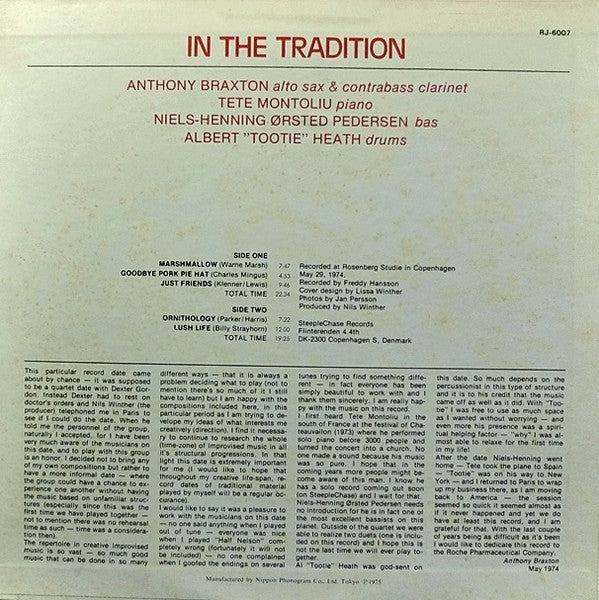 RJ-6007
IN THE TRADITION
ANTHONY BRAXTON alto sax & contrabass clarinet
TETE MONTOLIU piano
NIELS-HENNING ØRSTED PEDERSEN bas
ALBERT "TOOTIE" HEATH drums
SIDE ONE
MARSHMALLOW (Warne Marsh) 7:47
GOODBYE PORK PIE HAT (Charles Mingus) 4:53
JUST FRIENDS (Klenner/Lewis) 9:46
TOTAL TIME 22:34
SIDE TWO
ORNITHOLOGY (Parker/Harris) 7:22
LUSH LIFE (Billy Strayhorn) 12:00
TOTAL TIME 19:25
Recorded at Rosenberg Studie in Copenhagen
May 29, 1974.
Recorded by Freddy Hansson
Cover design by Lissa Winther
Photos by Jan Persson
Produced by Nils Winther
SteepleChase Records
Flinterenden 4.4th
DK-2300 Copenhagen S, Denmark
This particular record date came
about by chance — it was supposed
to be a quartet date with Dexter Gor-
don. Instead Dexter had to rest on
doctor's orders and Nils Winther (the
producer) telephoned me in Paris to
see if I could do the date. When he
told me the personnel of the group,
naturally I accepted, for I have been
very much aware of the musicians on
this date, and to play with this group
is an honor. I decided not to bring any
of my own compositions but rather to
have a more informal date — where
the group could have a chance to ex-
perience one another without having
the music based on unfamiliar struc-
tures (especially since this was the
first time we have played together —
not to mention there was no rehearsal
time as such — time was a considera-
tion then).
The repertoire in creative improvised
music is so vast — so much good
music that can be done in so many
different ways — that it is always a
problem deciding what to play (not to
mention there's so much of it I still
have to learn) but I am happy with the
compositions included here, in this
particular period as I am trying to de-
velope my ideas of what interests me
creatively (direction). I find it necessa-
ry to continue to research the whole
(time-zone) of improvised music in all
it's structural progressions. In that
light this date is extremely important
for me (I would like to hope that
throughout my creative life-span, re-
cord dates of traditional material
played by myself will be a regular oc-
curance).
I would like to say it was a pleasure to
work with the musicians on this date
— no one said anything when I played
out of tune — everyone was nice
when I played "Half Nelson" com-
pletely wrong (fortunately it will not
be included) — no one complained
when I goofed the endings on several
tunes trying to find something differ-
ent — in fact everyone has been
simply beautiful to work with and I
thank them sincerely. I am really hap-
py with the music on this record.
I first heard Tete Montoliu in the
south of France at the festival of Cha-
teauvallon (1973) where he performed
solo piano before 3000 people and
turned the concert into a church. No
one made a sound because his music
was so pure. I hope that in the
coming years more people might be-
come aware of this man. I know he
has a solo record coming out soon
(on SteepleChase) and I wait for that.
Niels-Henning Ørsted Pedersen needs
no introduction for he is in fact one of
the most excellent bassists on this
planet. Outside of the quartet we were
able to realize two duets (one is inclu-
ded on this record) and I hope this is
not the last time we will ever play to-
gether.
Al "Tootie" Heath was god-sent on
this date. So much depends on the
percussionist in this type of structure
and it is to his credit that the music
came off as well as it did. With "Too-
tie" I was free to use as much space
as I wanted without worrying — and
even more his presence was a spiri-
tual helping factor — "why" I was al-
most able to relax for the first time
in my life!
After the date Niels-Henning went
home — Tete took the plane to Spain
— "Tootie" was on his way to New
York — and I returned to Paris to wrap
up my business there, as I am moving
back to America — the session
seemed so quick it seemed almost as
if it never happened and yet we do
have at least this record, and I am
grateful for that. With the last couple
of years being as difficult as it's been
I would like to dedicate this record to
the Roche Pharmaceutical Company.
Anthony Braxton
May 1974
Manufactured by Nippon Phonogram Co., Ltd. Tokyo ℗ 1975